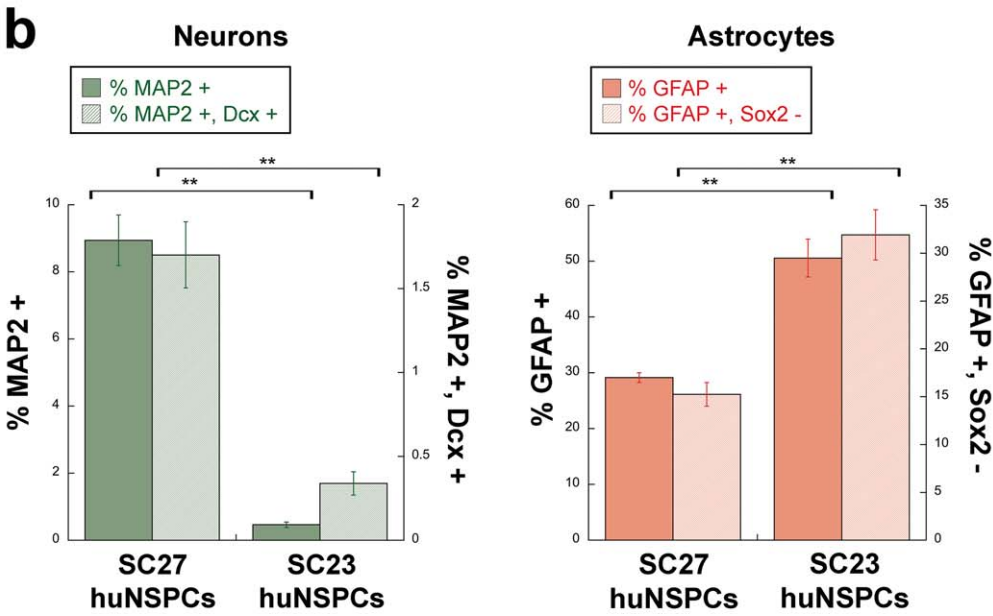 b
Neurons
% MAP2 +
% MAP2 +, Dcx +
**
**
10
8
6
4
2
0
% MAP2 +
2
1.5
1
0.5
0
% MAP2 +, Dcx +
SC27
huNSPCs
SC23
huNSPCs
Astrocytes
% GFAP +
% GFAP +, Sox2 -
**
**
60
50
40
30
20
10
0
% GFAP +
35
30
25
20
15
10
5
0
% GFAP +, Sox2 -
SC27
huNSPCs
SC23
huNSPCs